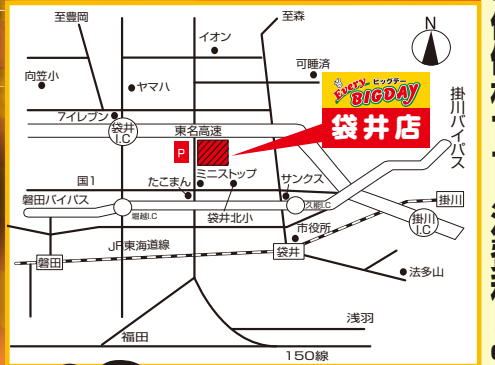 至豊岡
至森
イオン
N
向笠小
ヤマハ
可睡済
Every
ビッグデー
BIGDAY
袋井店
7イレブン
袋井
I.C
東名高速
掛川バイパス
P
ミニストップ
国1
たこまん
サンクス
磐田バイパス
堀越I.C
袋井北小
久能I.C
掛川
掛川
I.C
市役所
JR東海道線
袋井
磐田
法多山
浅羽
福田
150線